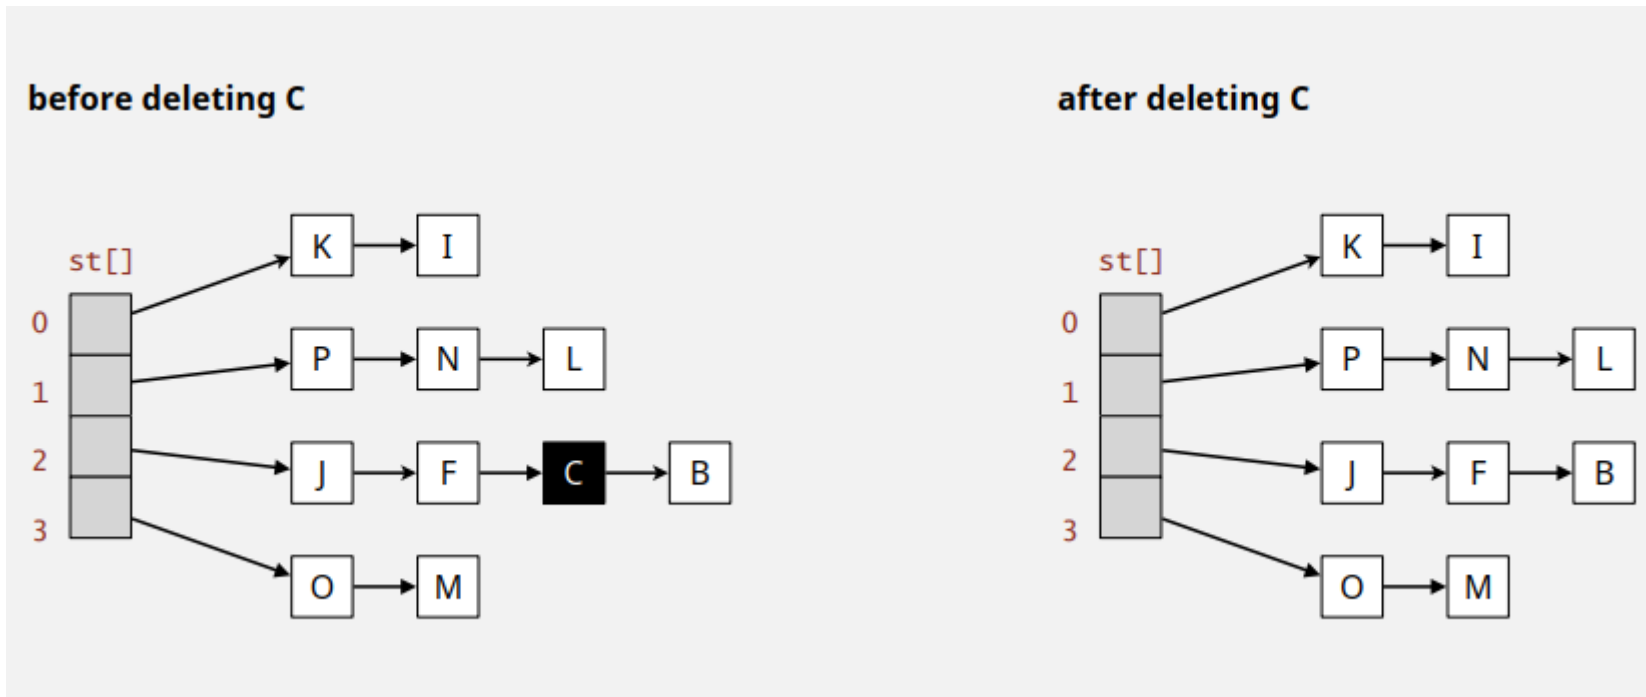 before deleting C
after deleting C
st[]
0
1
2
3
K I
P N L
J F C B
O M
st[]
0
1
2
3
K I
P N L
J F B
O M